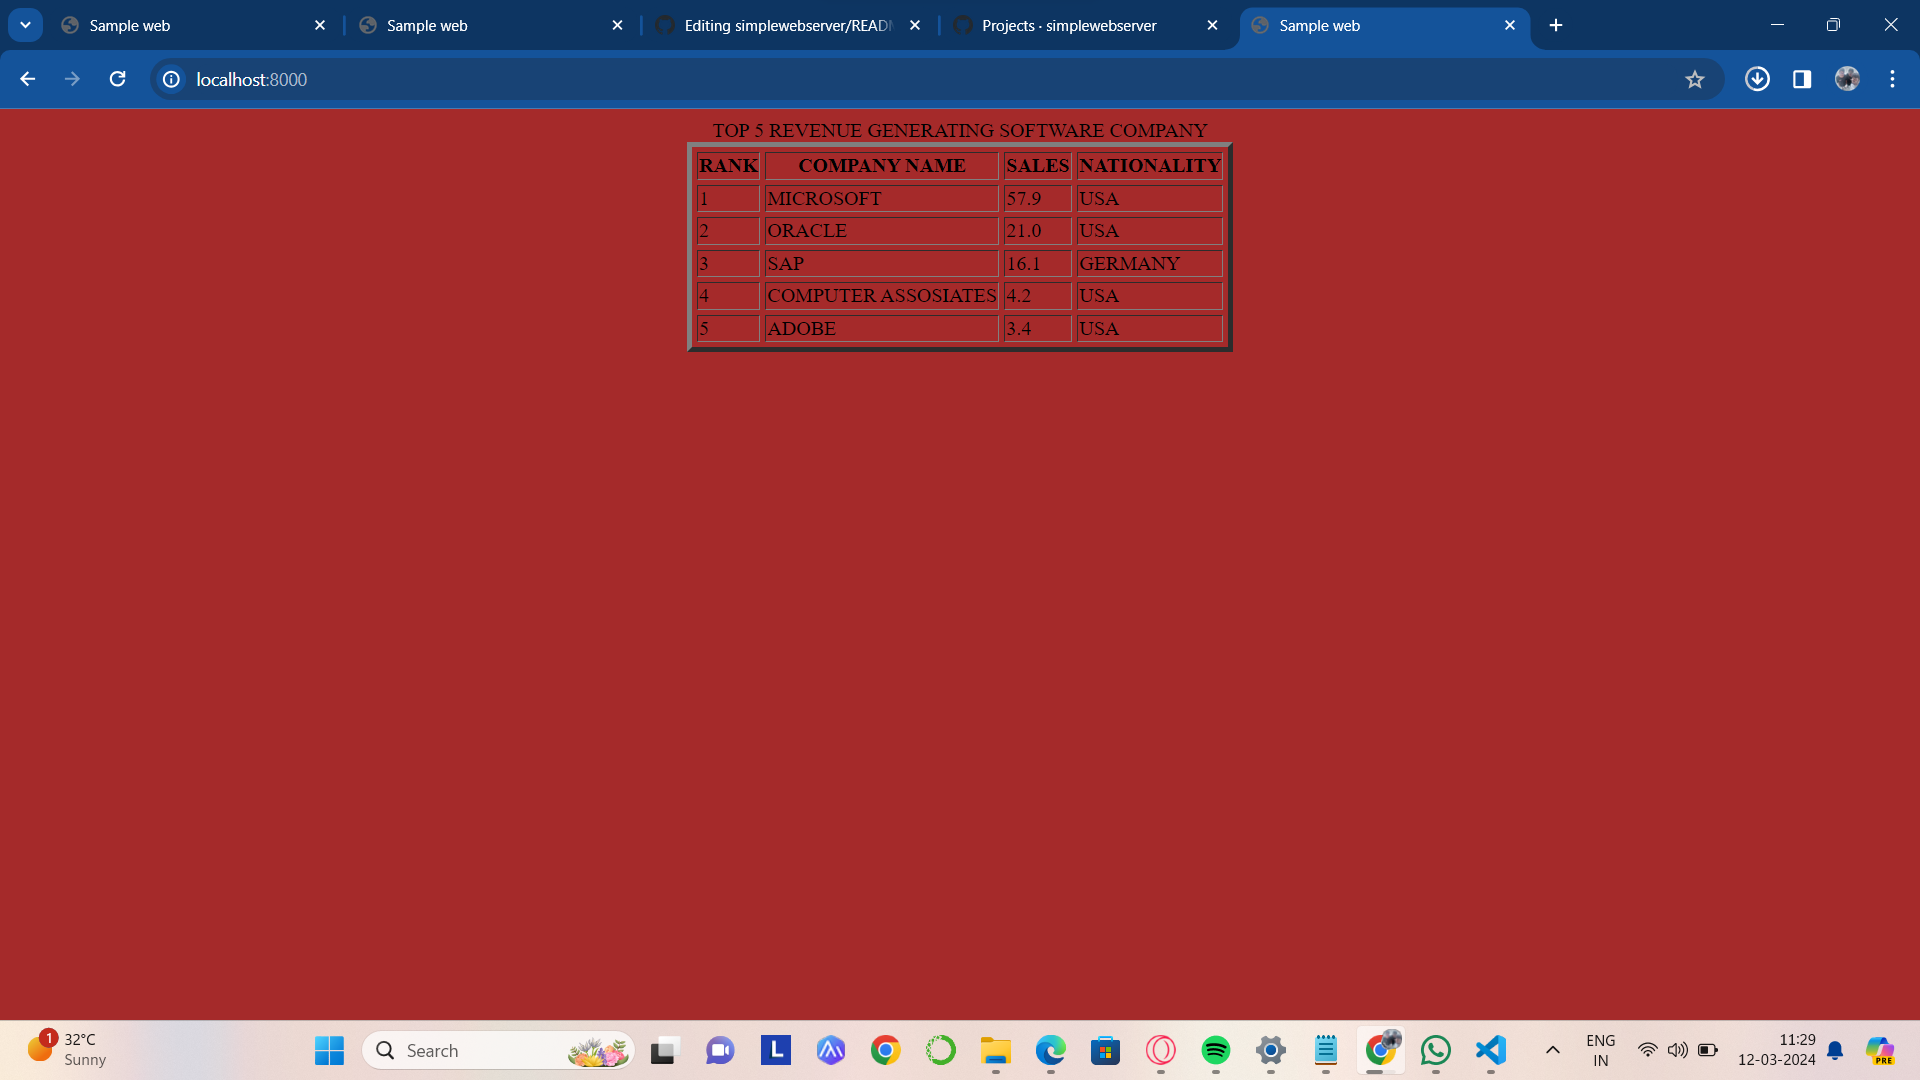 Sample web
Sample web
Editing simplewebserver/READ
Projects · simplewebserver
Sample web
localhost:8000
TOP 5 REVENUE GENERATING SOFTWARE COMPANY
RANK COMPANY NAME SALES NATIONALITY
1 MICROSOFT 57.9 USA
2 ORACLE 21.0 USA
3 SAP 16.1 GERMANY
4 COMPUTER ASSOSIATES 4.2 USA
5 ADOBE 3.4 USA
1
32°C
Sunny
Search
L
ENG
IN
11:29
12-03-2024
PRE